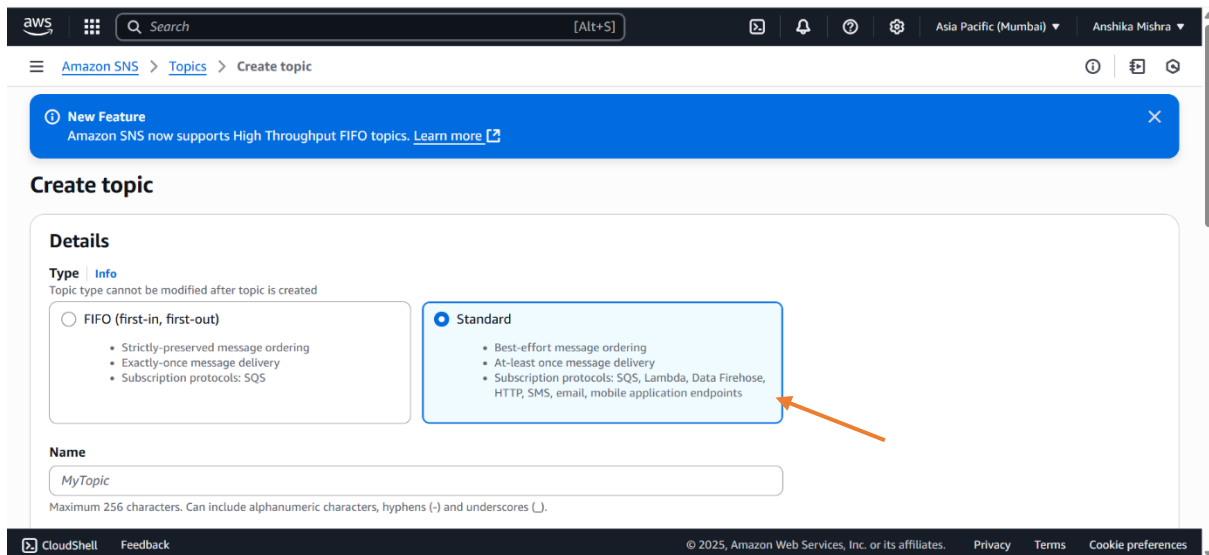 aws
Search [Alt+S]
Asia Pacific (Mumbai) ▼ Anshika Mishra ▼
Amazon SNS > Topics > Create topic
New Feature
Amazon SNS now supports High Throughput FIFO topics. Learn more
Create topic
Details
Type Info
Topic type cannot be modified after topic is created
FIFO (first-in, first-out)
• Strictly-preserved message ordering
• Exactly-once message delivery
• Subscription protocols: SQS
Standard
• Best-effort message ordering
• At-least once message delivery
• Subscription protocols: SQS, Lambda, Data Firehose,
HTTP, SMS, email, mobile application endpoints
Name
MyTopic
Maximum 256 characters. Can include alphanumeric characters, hyphens (-) and underscores (_).
CloudShell Feedback © 2025, Amazon Web Services, Inc. or its affiliates. Privacy Terms Cookie preferences